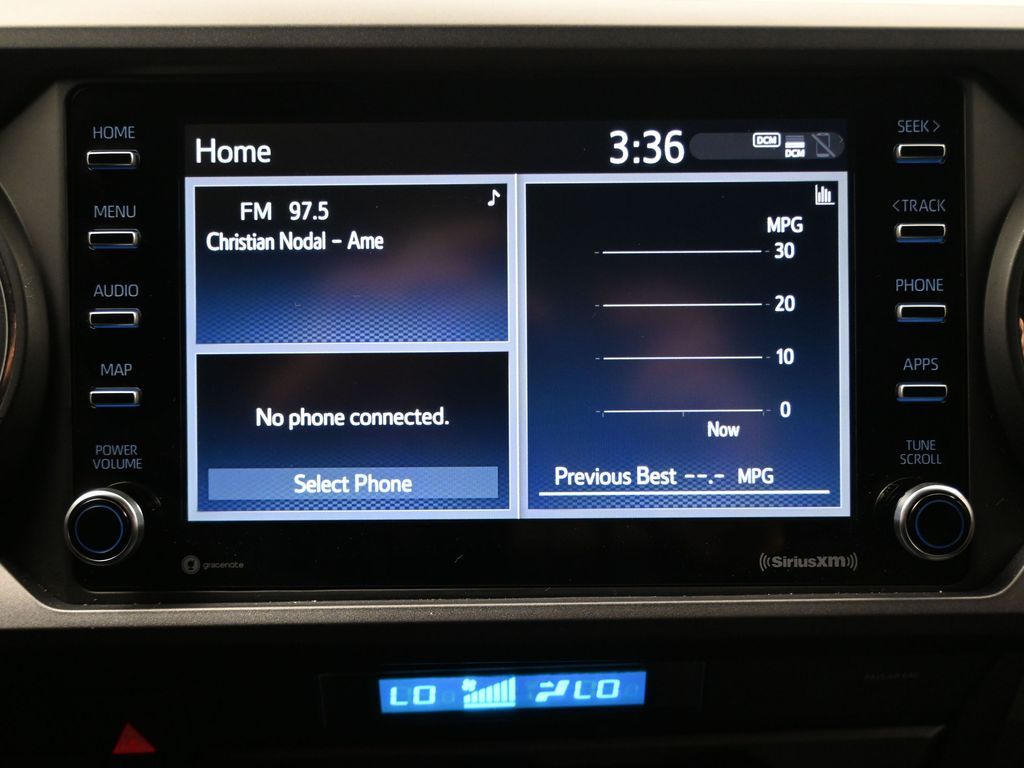 HOME
MENU
AUDIO
MAP
POWER
VOLUME
Home
3:36
DCM
DCM
FM 97.5
Christian Nodal - Ame
No phone connected.
Select Phone
MPG
30
20
10
0
Now
Previous Best --.- MPG
SEEK >
< TRACK
PHONE
APPS
TUNE
SCROLL
gracenote
((SiriusXM))
LO LO